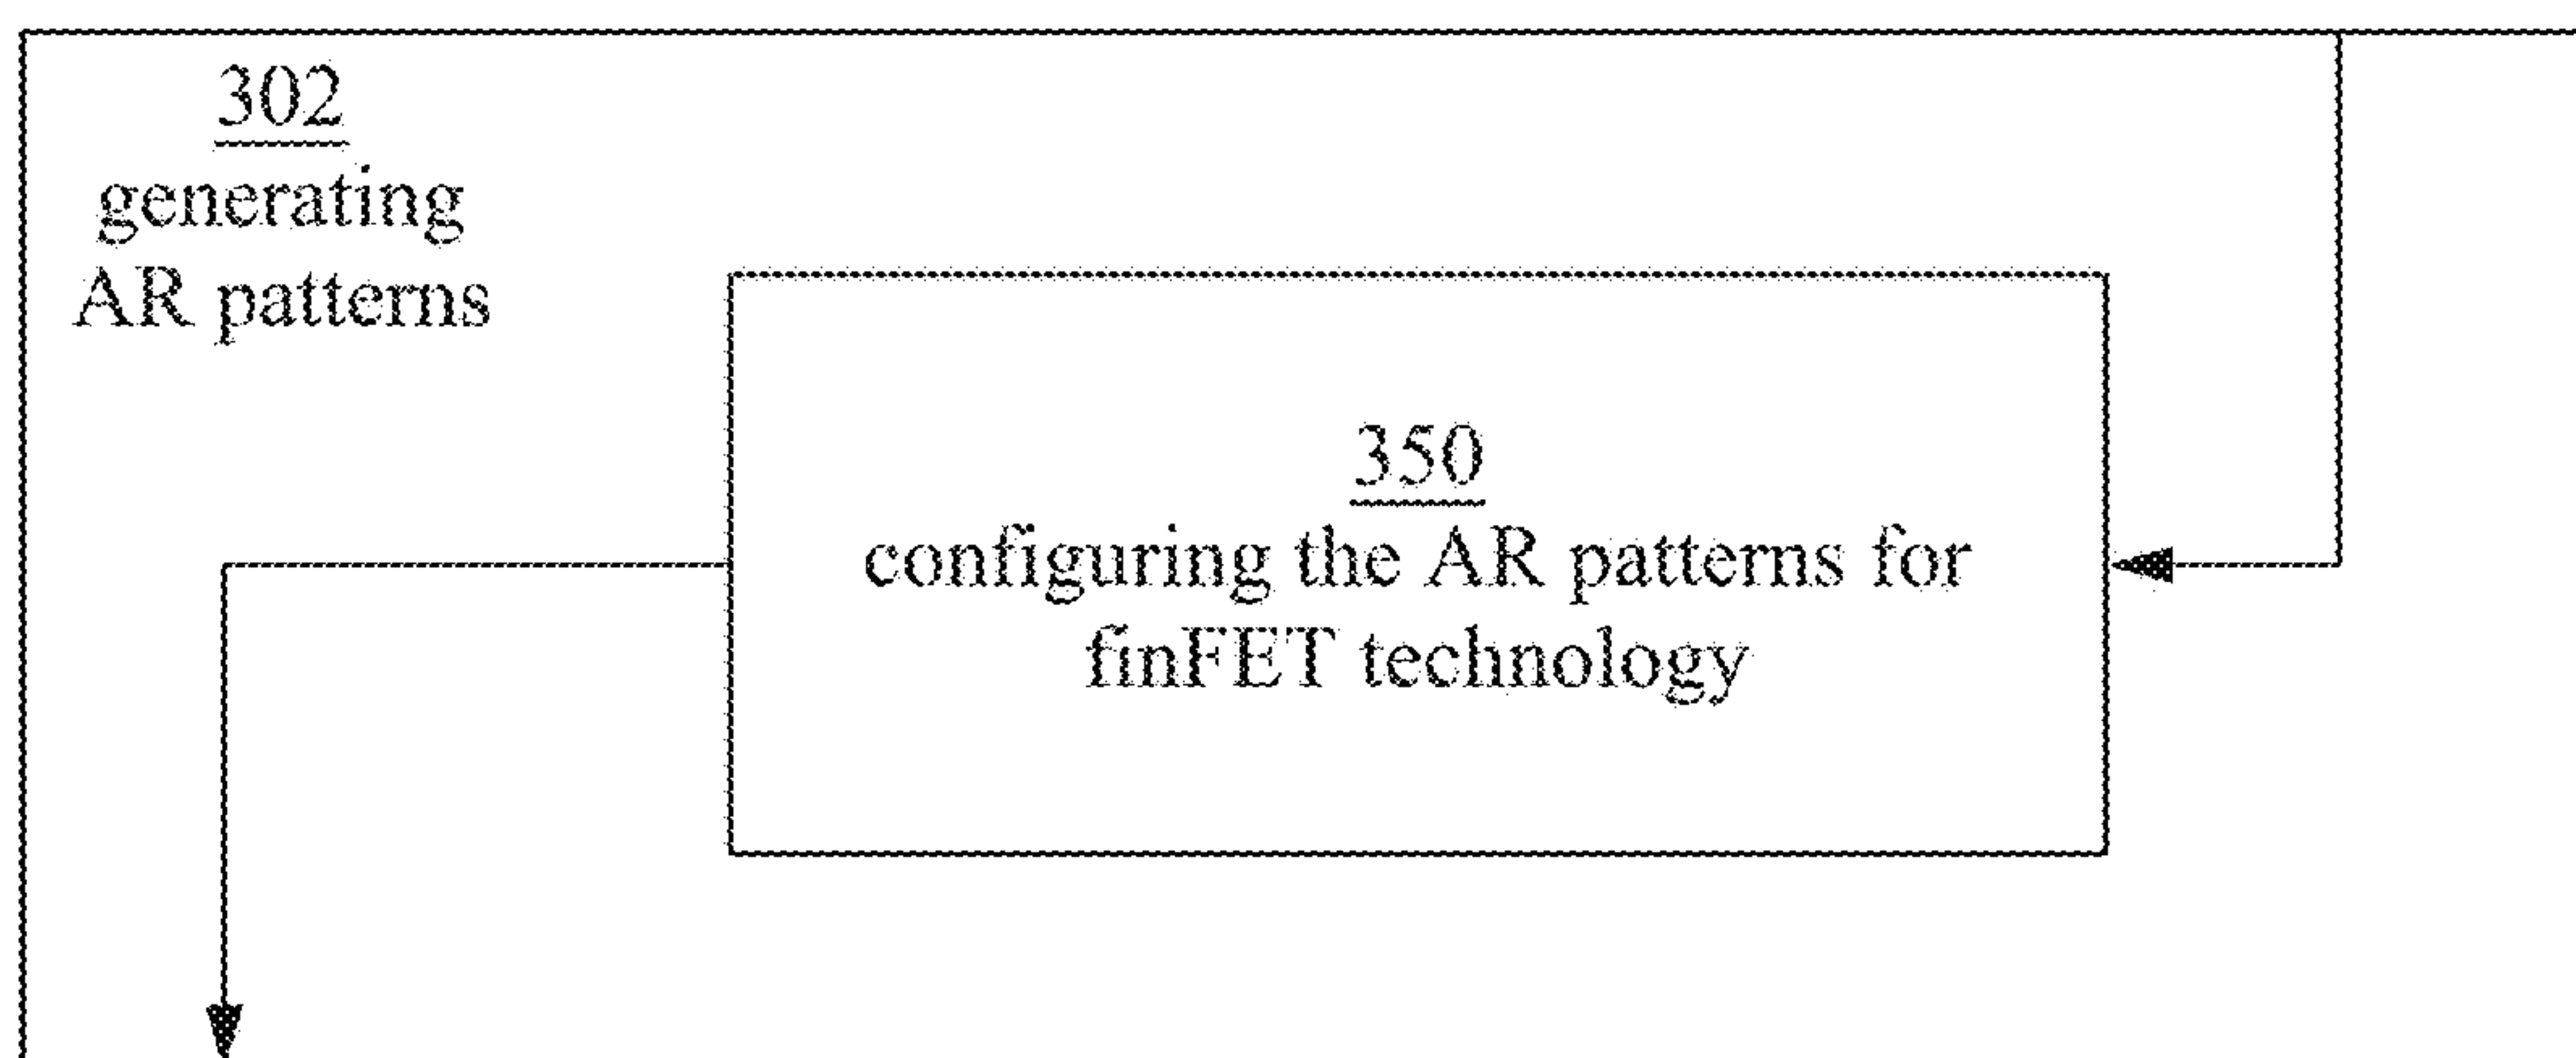 302
generating
AR patterns
350
configuring the AR patterns for
finFET technology